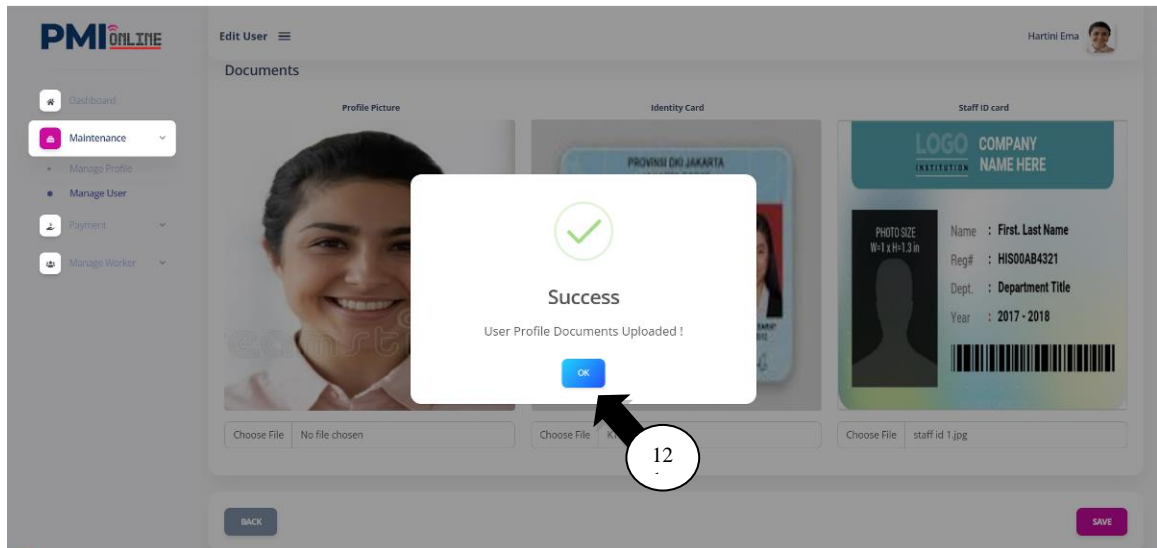 PMI ONLINE
Edit User
Hartini Ema
Dashboard
Maintenance
Manage Profile
Manage User
Payment
Manage Worker
Documents
Profile Picture
Identity Card
Staff ID card
PROVINSI DKI JAKARTA
LOGO
INSTITUTION
COMPANY
NAME HERE
PHOTO SIZE
W=1 x H=1.3 in
Name : First. Last Name
Reg# : HIS00AB4321
Dept. : Department Title
Year : 2017 - 2018
Success
User Profile Documents Uploaded !
OK
Choose File No file chosen
Choose File
Choose File staff id 1.jpg
12
BACK
SAVE